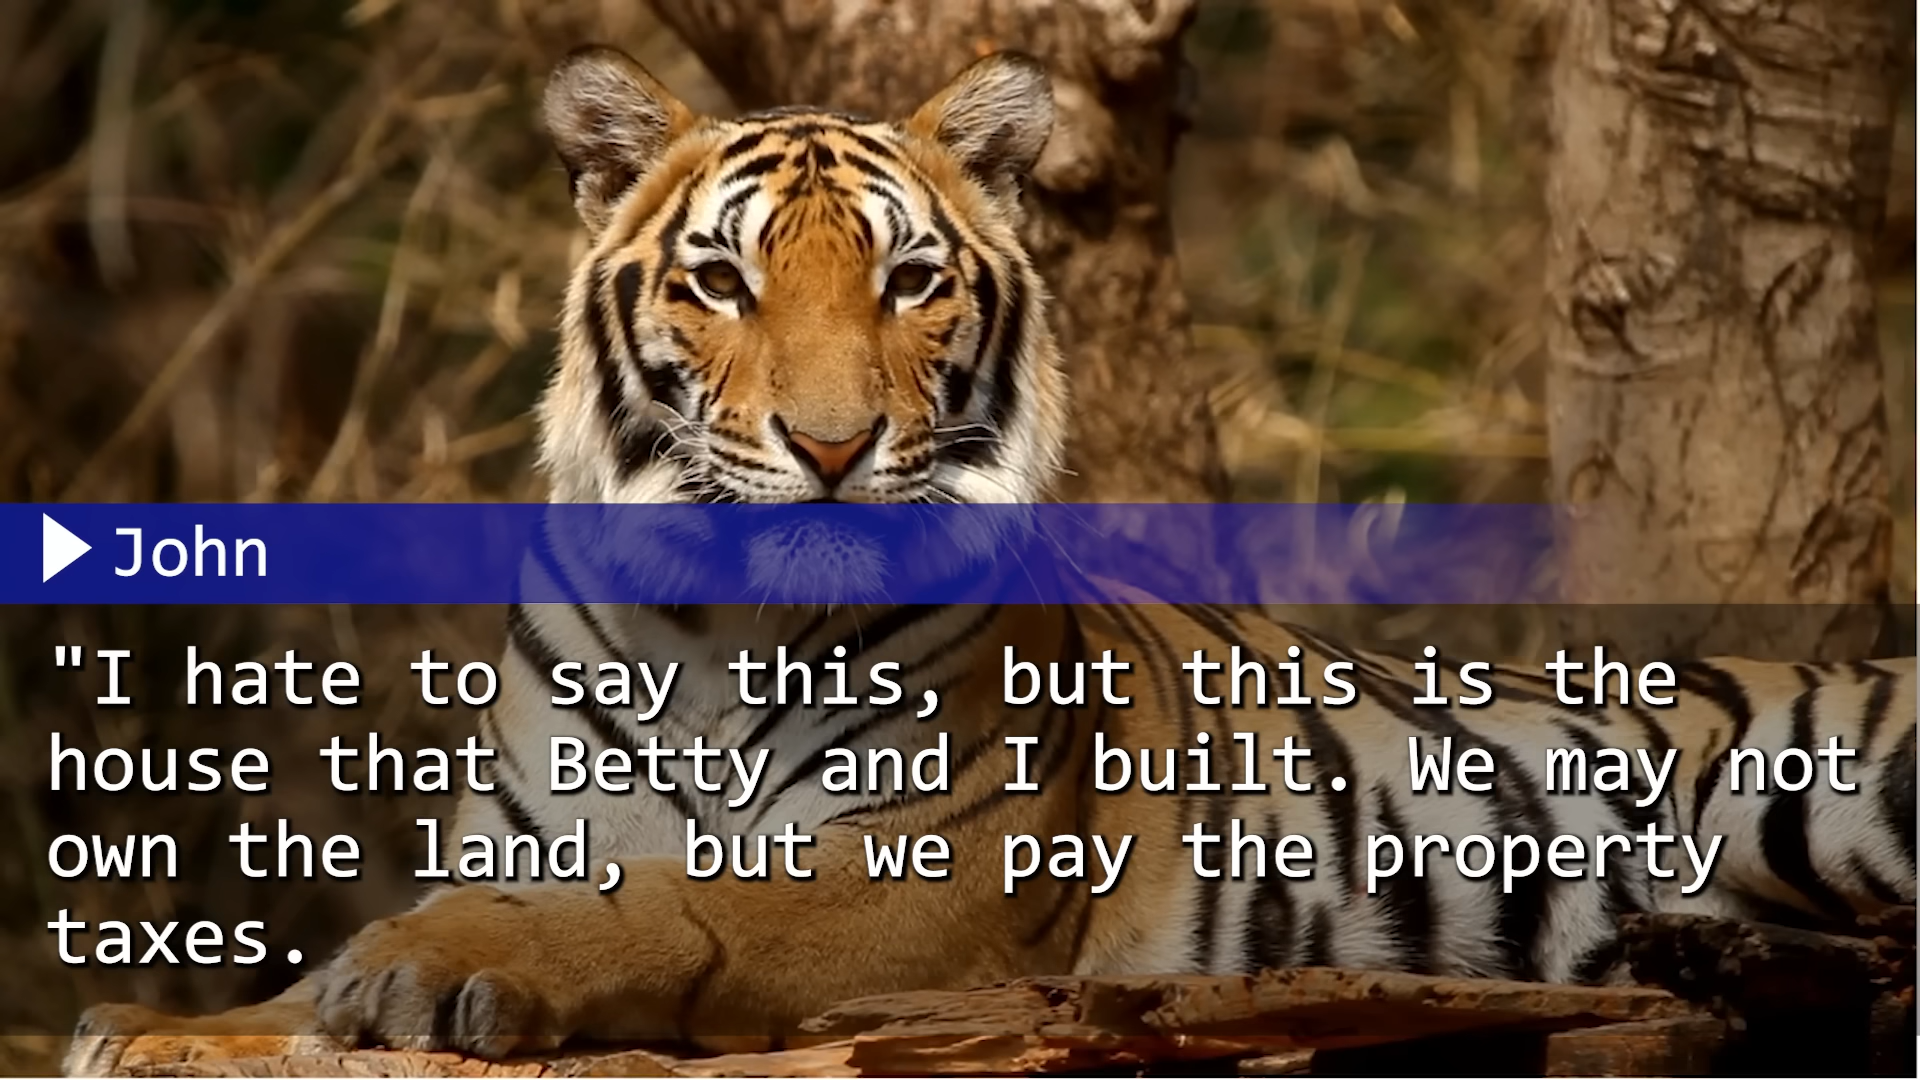 John
"I hate to say this, but this is the
house that Betty and I built. We may not
own the land, but we pay the property
taxes.